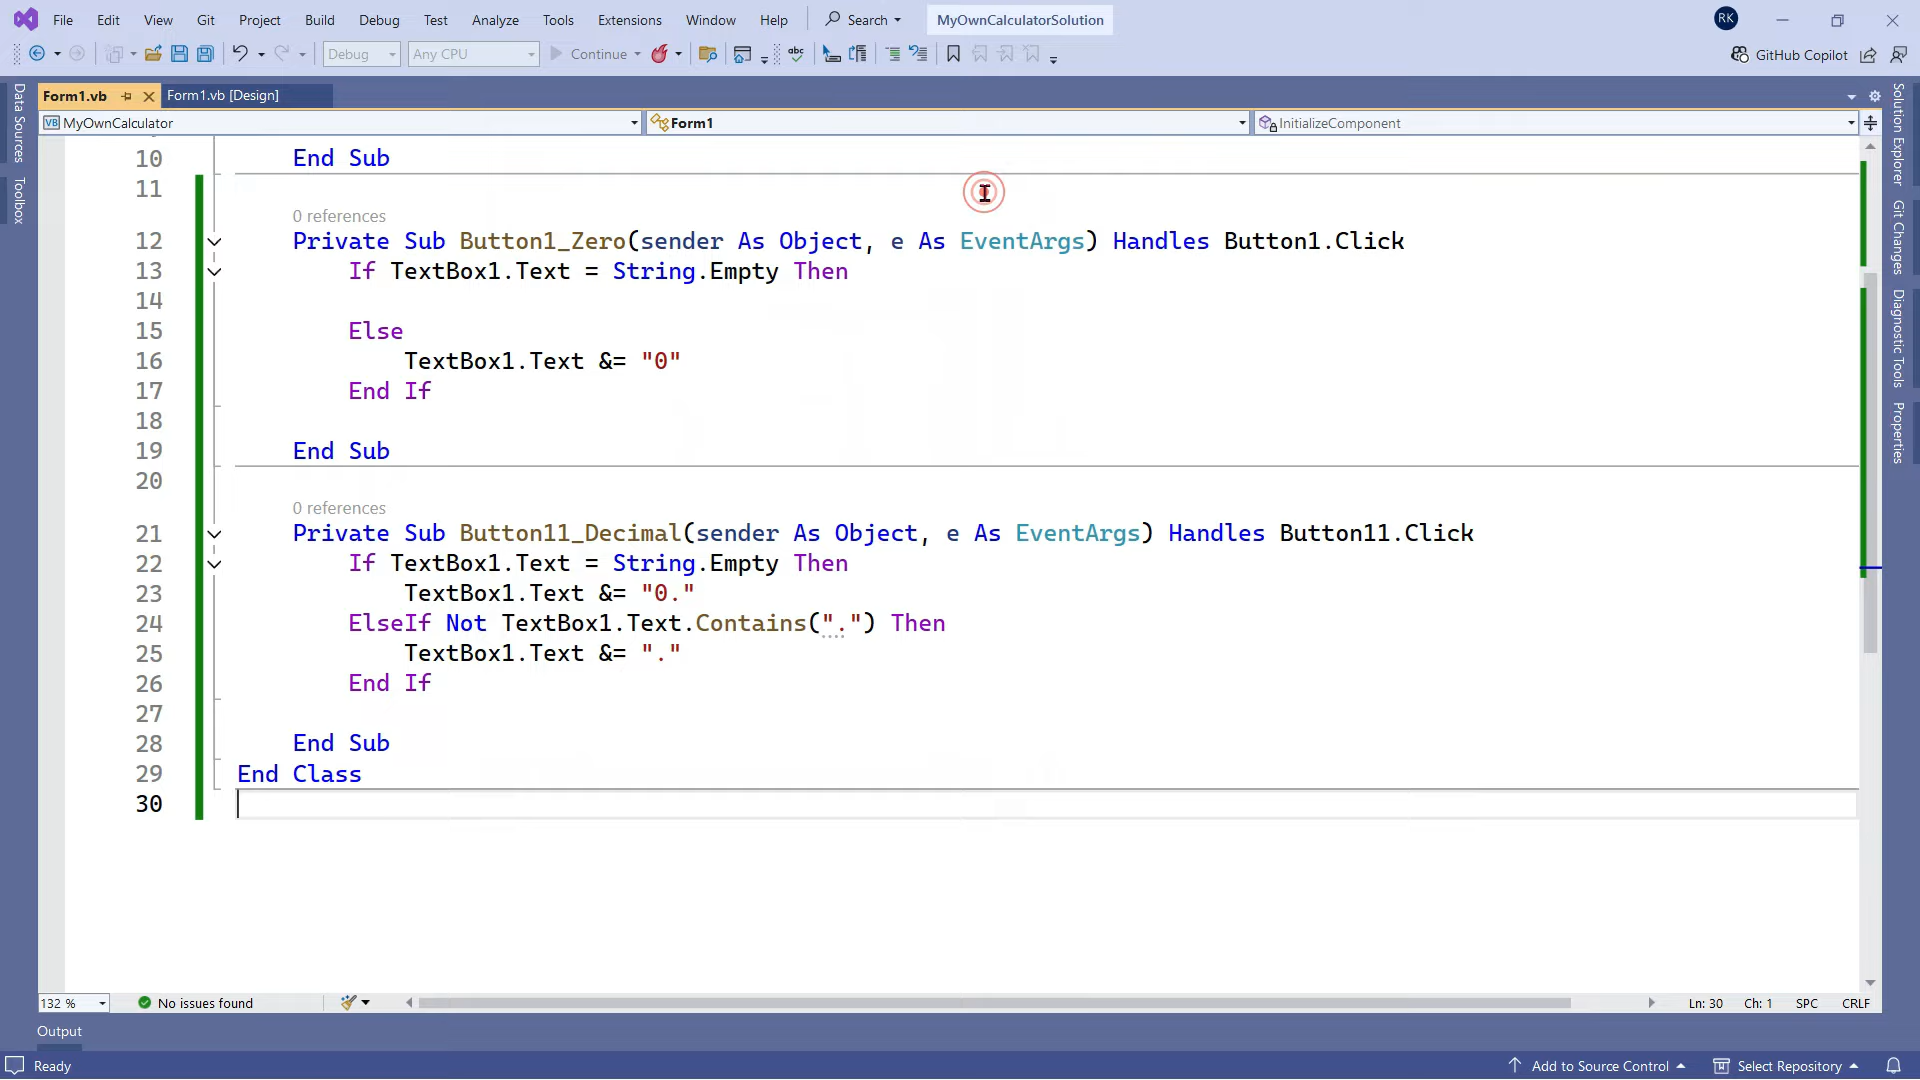 File Edit View Git Project Build Debug Test Analyze Tools Extensions Window Help Search MyOwnCalculatorSolution RK
Debug Any CPU Continue abc GitHub Copilot
Form1.vb Form1.vb [Design]
VB MyOwnCalculator Form1 InitializeComponent
Data Sources
Toolbox
10 End Sub
11
0 references
12 Private Sub Button1_Zero(sender As Object, e As EventArgs) Handles Button1.Click
13 If TextBox1.Text = String.Empty Then
14
15 Else
16 TextBox1.Text &= "0"
17 End If
18
19 End Sub
20
0 references
21 Private Sub Button11_Decimal(sender As Object, e As EventArgs) Handles Button11.Click
22 If TextBox1.Text = String.Empty Then
23 TextBox1.Text &= "0."
24 ElseIf Not TextBox1.Text.Contains(".") Then
25 TextBox1.Text &= "."
26 End If
27
28 End Sub
29 End Class
30
Solution Explorer
Git Changes
Diagnostic Tools
Properties
132 % No issues found Ln: 30 Ch: 1 SPC CRLF
Output
Ready Add to Source Control Select Repository